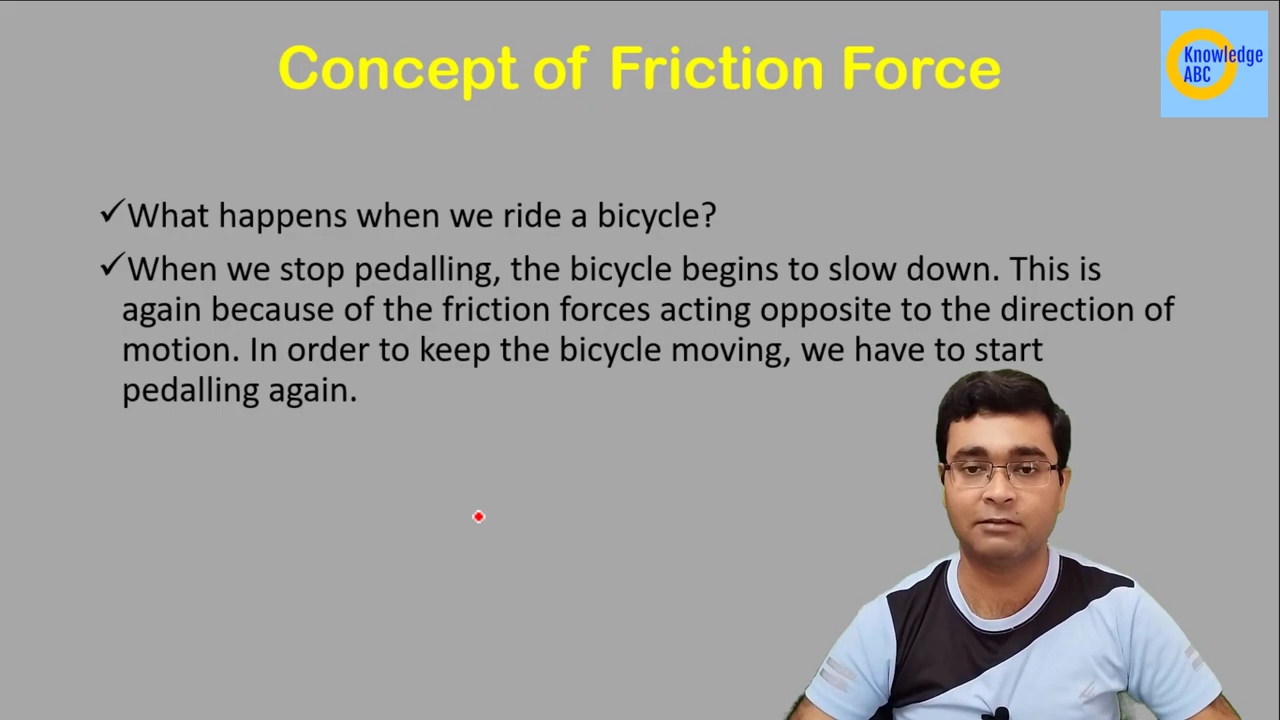 Concept of Friction Force
Knowledge
ABC
✓What happens when we ride a bicycle?
✓When we stop pedalling, the bicycle begins to slow down. This is
again because of the friction forces acting opposite to the direction of
motion. In order to keep the bicycle moving, we have to start
pedalling again.